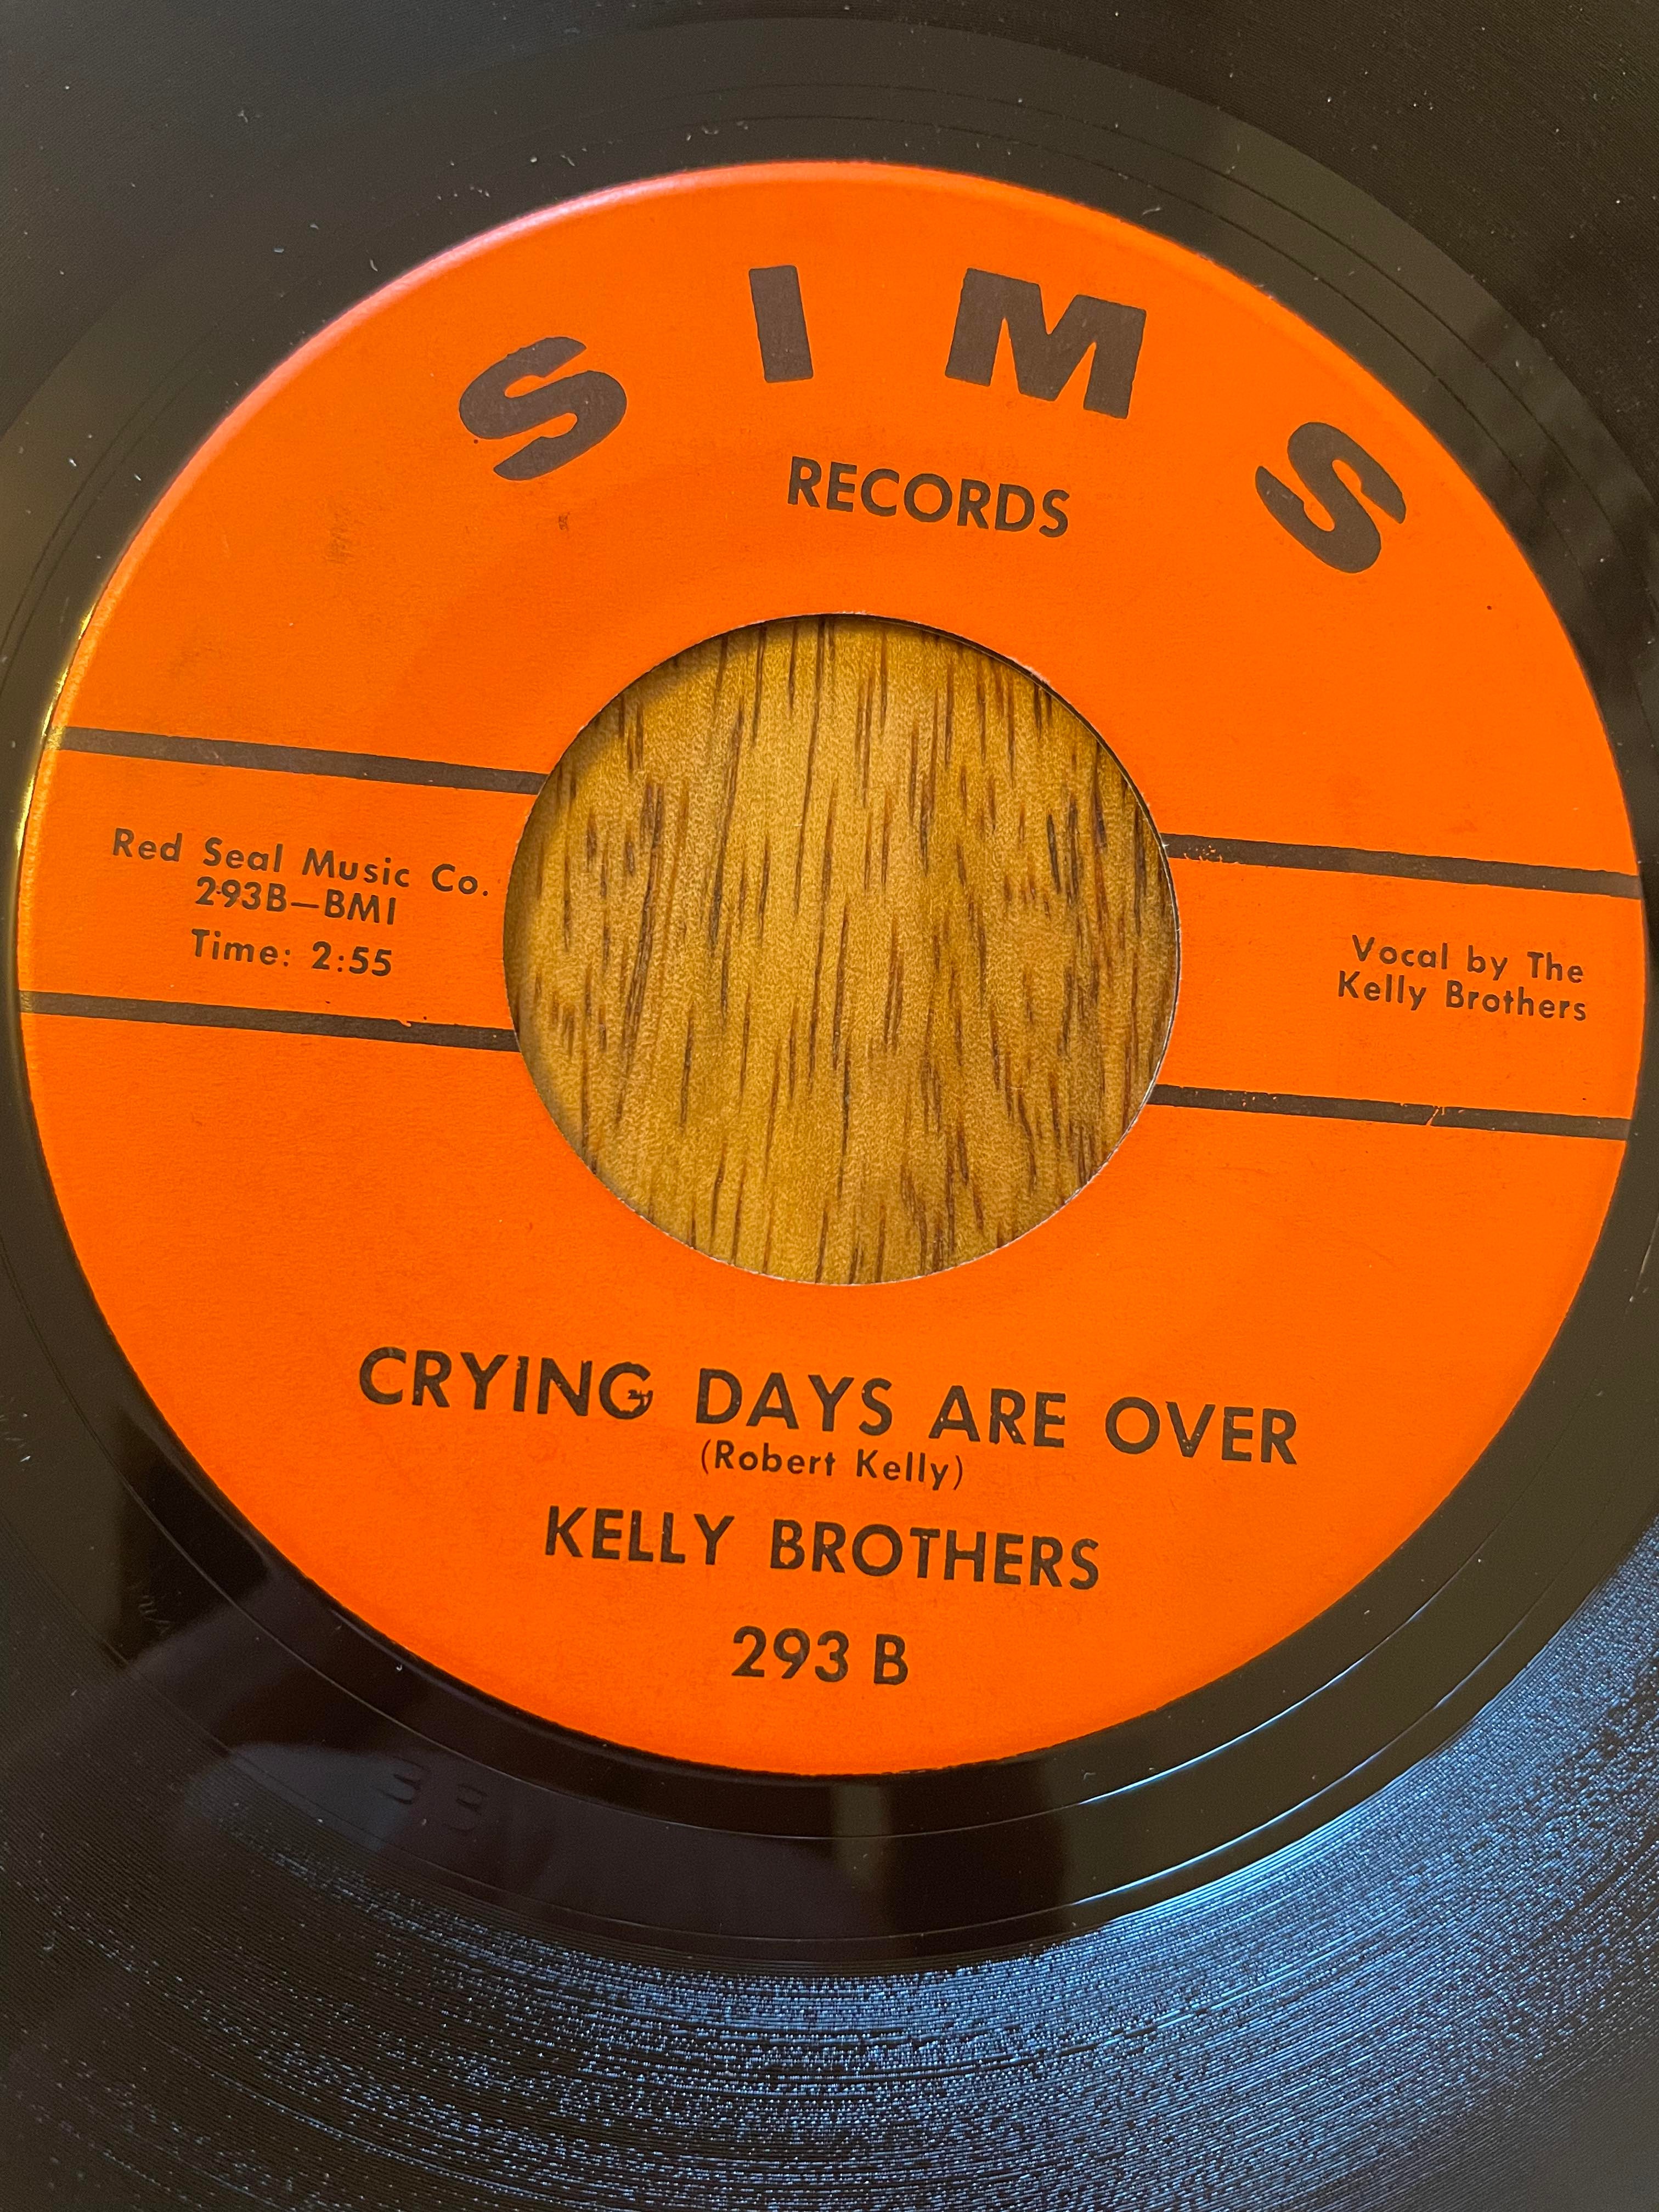 SIMS
RECORDS
Red Seal Music Co.
293B—BMI
Time: 2:55
Vocal by The
Kelly Brothers
CRYING DAYS ARE OVER
(Robert Kelly)
KELLY BROTHERS
293 B